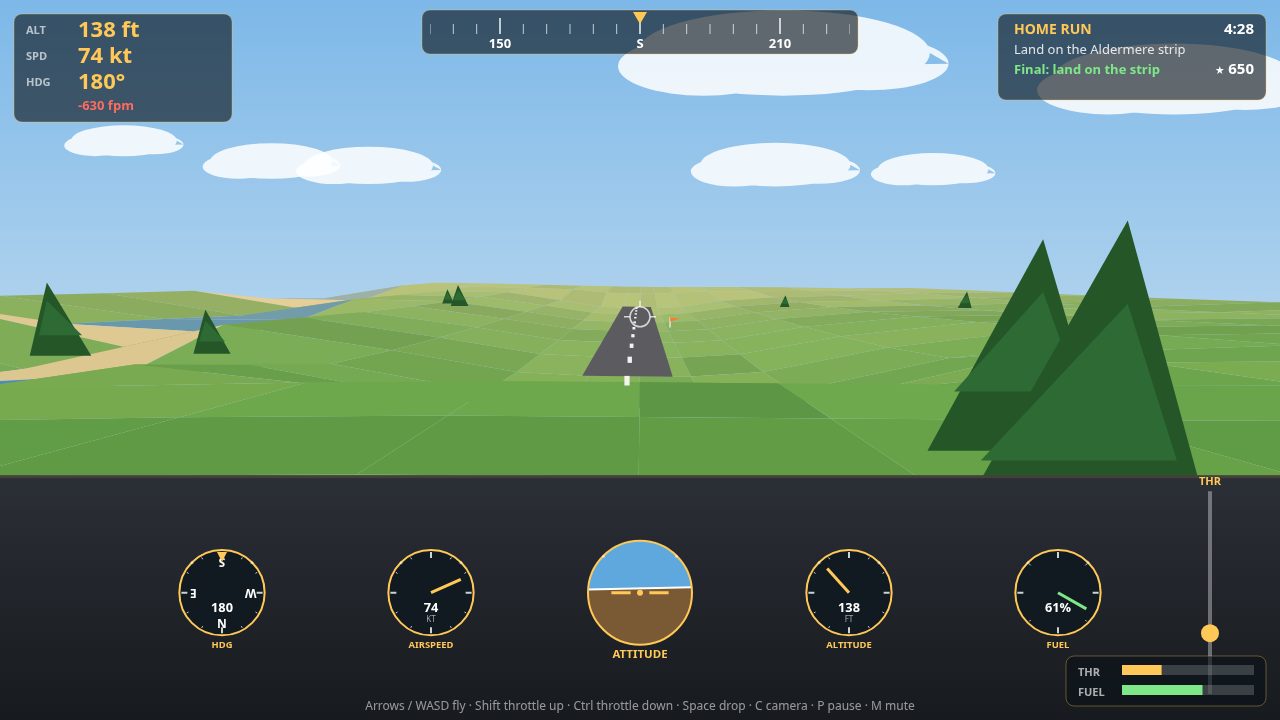 ALT 138 ft
SPD 74 kt
HDG 180°
-630 fpm
150 S 210
HOME RUN 4:28
Land on the Aldermere strip
Final: land on the strip ★ 650
THR
S
E W
180
N
HDG
74
KT
AIRSPEED
ATTITUDE
138
FT
ALTITUDE
61%
FUEL
THR
FUEL
Arrows / WASD fly · Shift throttle up · Ctrl throttle down · Space drop · C camera · P pause · M mute